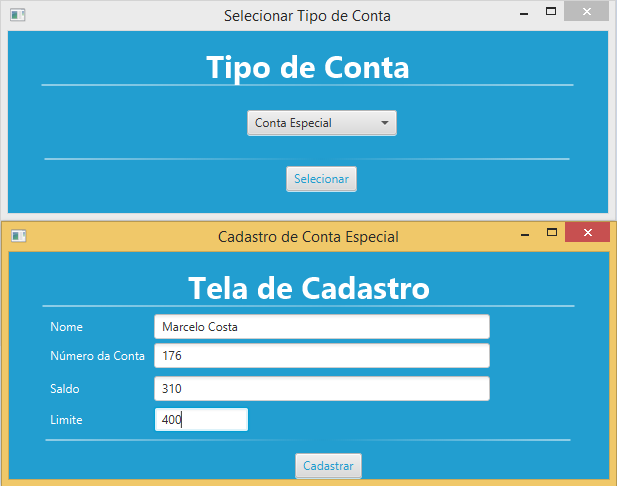 Selecionar Tipo de Conta
Tipo de Conta
Conta Especial
Selecionar
Cadastro de Conta Especial
Tela de Cadastro
Nome Marcelo Costa
Número da Conta 176
Saldo 310
Limite 400
Cadastrar